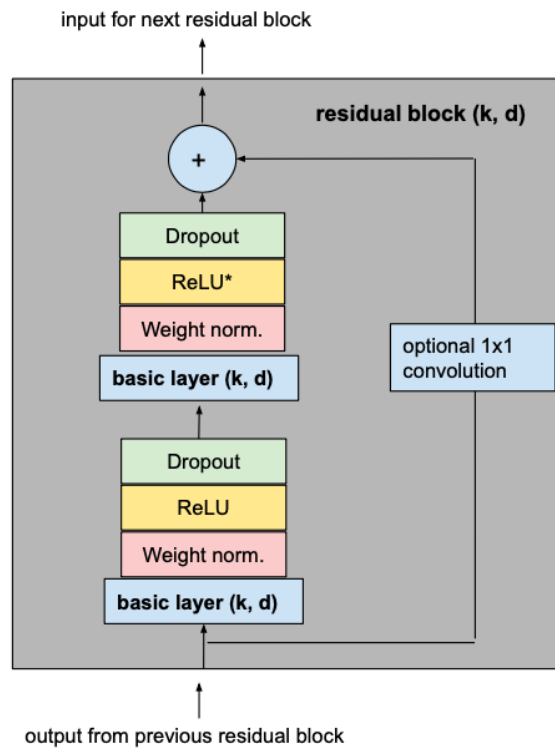 input for next residual block
residual block (k, d)
+
Dropout
ReLU*
Weight norm.
basic layer (k, d)
optional 1x1
convolution
Dropout
ReLU
Weight norm.
basic layer (k, d)
output from previous residual block